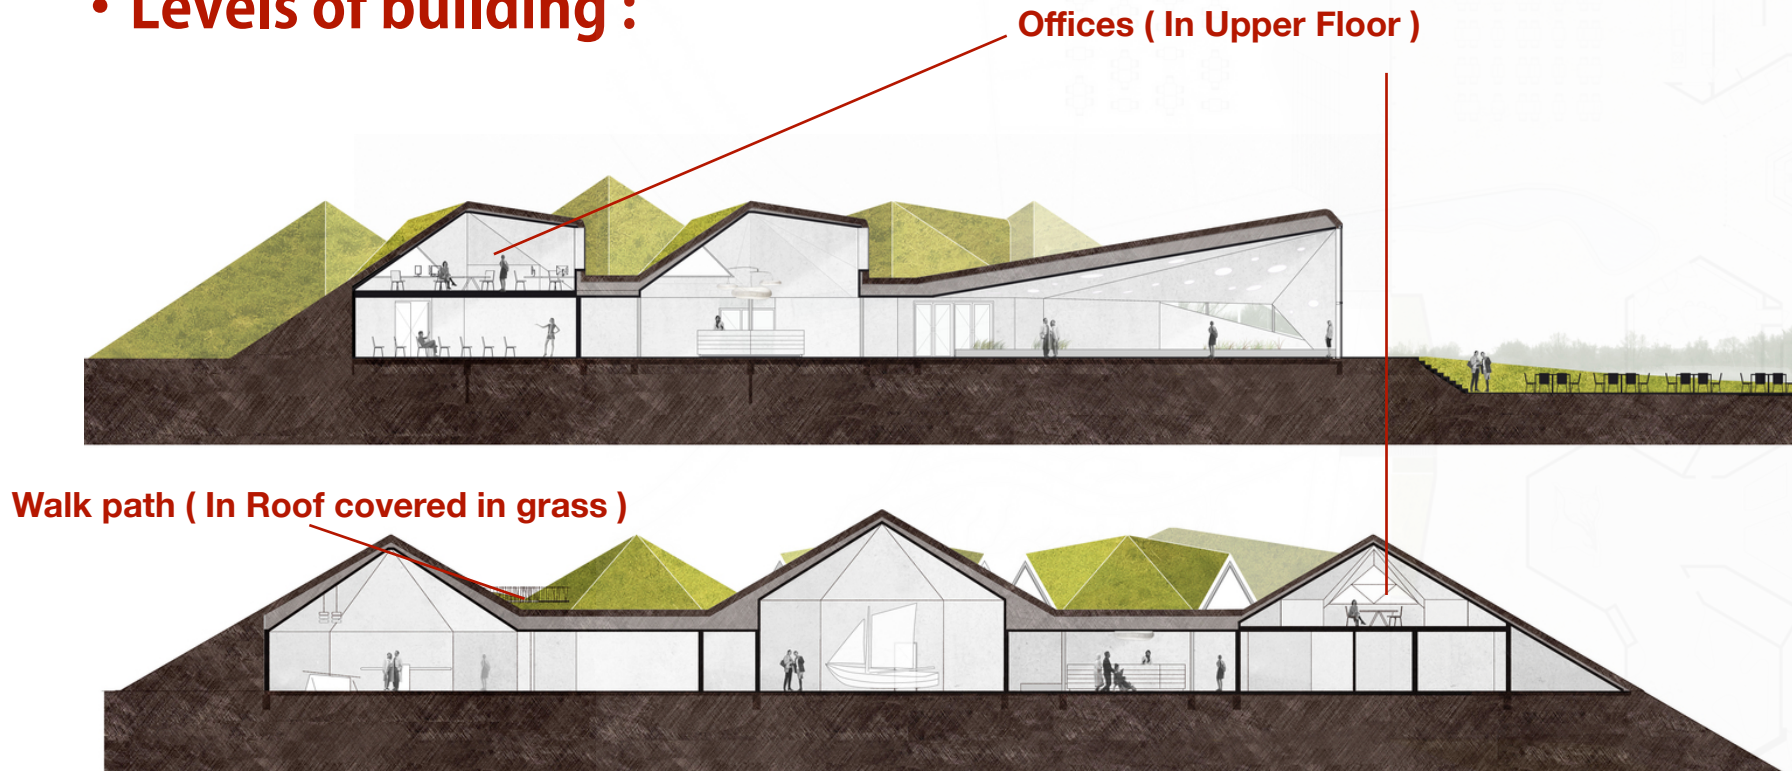 • Levels of building :
Offices ( In Upper Floor )
Walk path ( In Roof covered in grass )